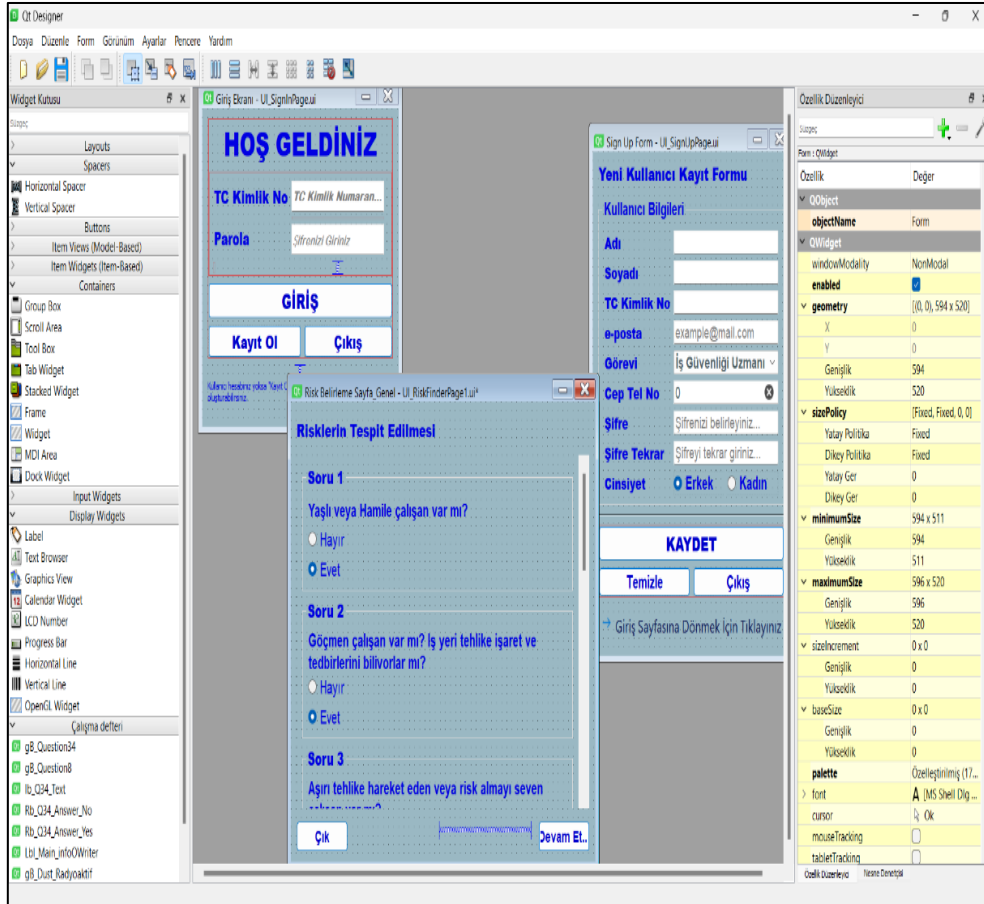 Qt Designer
Dosya Düzenle Form Görünüm Ayarlar Pencere Yardım
Widget Kutusu
Süzgeç
Layouts
Spacers
Horizontal Spacer
Vertical Spacer
Buttons
Item Views (Model-Based)
Item Widgets (Item-Based)
Containers
Group Box
Scroll Area
Tool Box
Tab Widget
Stacked Widget
Frame
Widget
MDI Area
Dock Widget
Input Widgets
Display Widgets
Label
Text Browser
Graphics View
Calendar Widget
LCD Number
Progress Bar
Horizontal Line
Vertical Line
OpenGL Widget
Çalışma defteri
gB_Question34
gB_Question8
lb_Q34_Text
Rb_Q34_Answer_No
Rb_Q34_Answer_Yes
Lbl_Main_infoOWriter
gB_Dust_Radyoaktif
Giriş Ekranı - UI_SignInPage.ui
HOŞ GELDİNİZ
TC Kimlik No TC Kimlik Numaran...
Parola Şifrenizi Giriniz
GİRİŞ
Kayıt Ol Çıkış
Kullanıcı hesabınız yoksa "Kayıt
oluşturabilirsiniz.
Risk Belirleme Sayfa_Genel - UI_RiskFinderPage1.ui*
Risklerin Tespit Edilmesi
Soru 1
Yaşlı veya Hamile çalışan var mı?
Hayır
Evet
Soru 2
Göçmen çalışan var mı? İş yeri tehlike işaret ve
tedbirlerini biliyorlar mı?
Hayır
Evet
Soru 3
Aşırı tehlike hareket eden veya risk almayı seven
Çık Devam Et..
Sign Up Form - UI_SignUpPage.ui
Yeni Kullanıcı Kayıt Formu
Kullanıcı Bilgileri
Adı
Soyadı
TC Kimlik No
e-posta example@mail.com
Görevi İş Güvenliği Uzmanı
Cep Tel No 0
Şifre Şifrenizi belirleyiniz...
Şifre Tekrar Şifreyi tekrar giriniz...
Cinsiyet Erkek Kadın
KAYDET
Temizle Çıkış
Giriş Sayfasına Dönmek İçin Tıklayınız
Özellik Düzenleyici
Süzgeç
Form : QWidget
Özellik Değer
QObject
objectName Form
QWidget
windowModality NonModal
enabled
geometry [(0, 0), 594 x 520]
X 0
Y 0
Genişlik 594
Yükseklik 520
sizePolicy [Fixed, Fixed, 0, 0]
Yatay Politika Fixed
Dikey Politika Fixed
Yatay Ger 0
Dikey Ger 0
minimumSize 594 x 511
Genişlik 594
Yükseklik 511
maximumSize 596 x 520
Genişlik 596
Yükseklik 520
sizeIncrement 0 x 0
Genişlik 0
Yükseklik 0
baseSize 0 x 0
Genişlik 0
Yükseklik 0
palette Özelleştirilmiş (17...
font A [MS Shell Dlg ...
cursor Ok
mouseTracking
tabletTracking
Özellik Düzenleyici Nesne Denetçisi